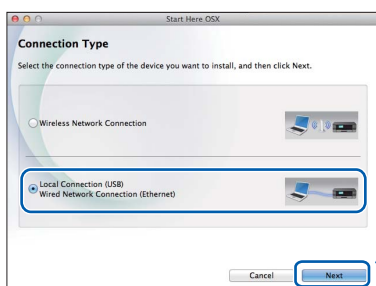 Start Here OSX
Connection Type
Select the connection type of the device you want to install, and then click Next.
Wireless Network Connection
Local Connection (USB)
Wired Network Connection (Ethernet)
Cancel
Next